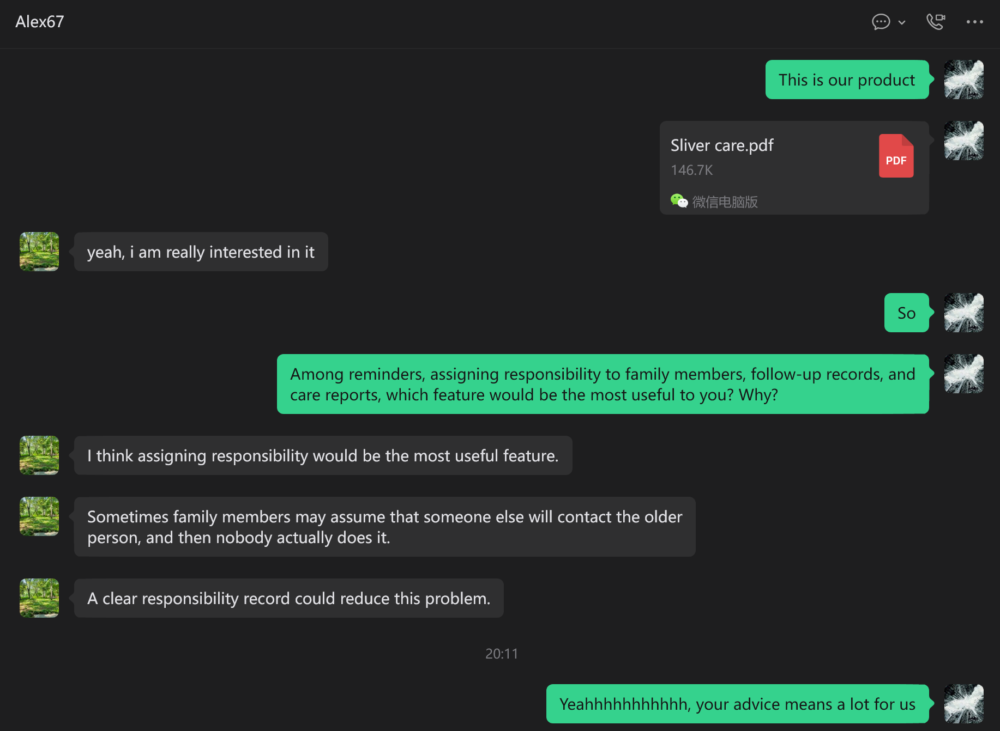 Alex67
This is our product
Sliver care.pdf
146.7K
PDF
微信电脑版
yeah, i am really interested in it
So
Among reminders, assigning responsibility to family members, follow-up records, and
care reports, which feature would be the most useful to you? Why?
I think assigning responsibility would be the most useful feature.
Sometimes family members may assume that someone else will contact the older
person, and then nobody actually does it.
A clear responsibility record could reduce this problem.
20:11
Yeahhhhhhhhhhh, your advice means a lot for us